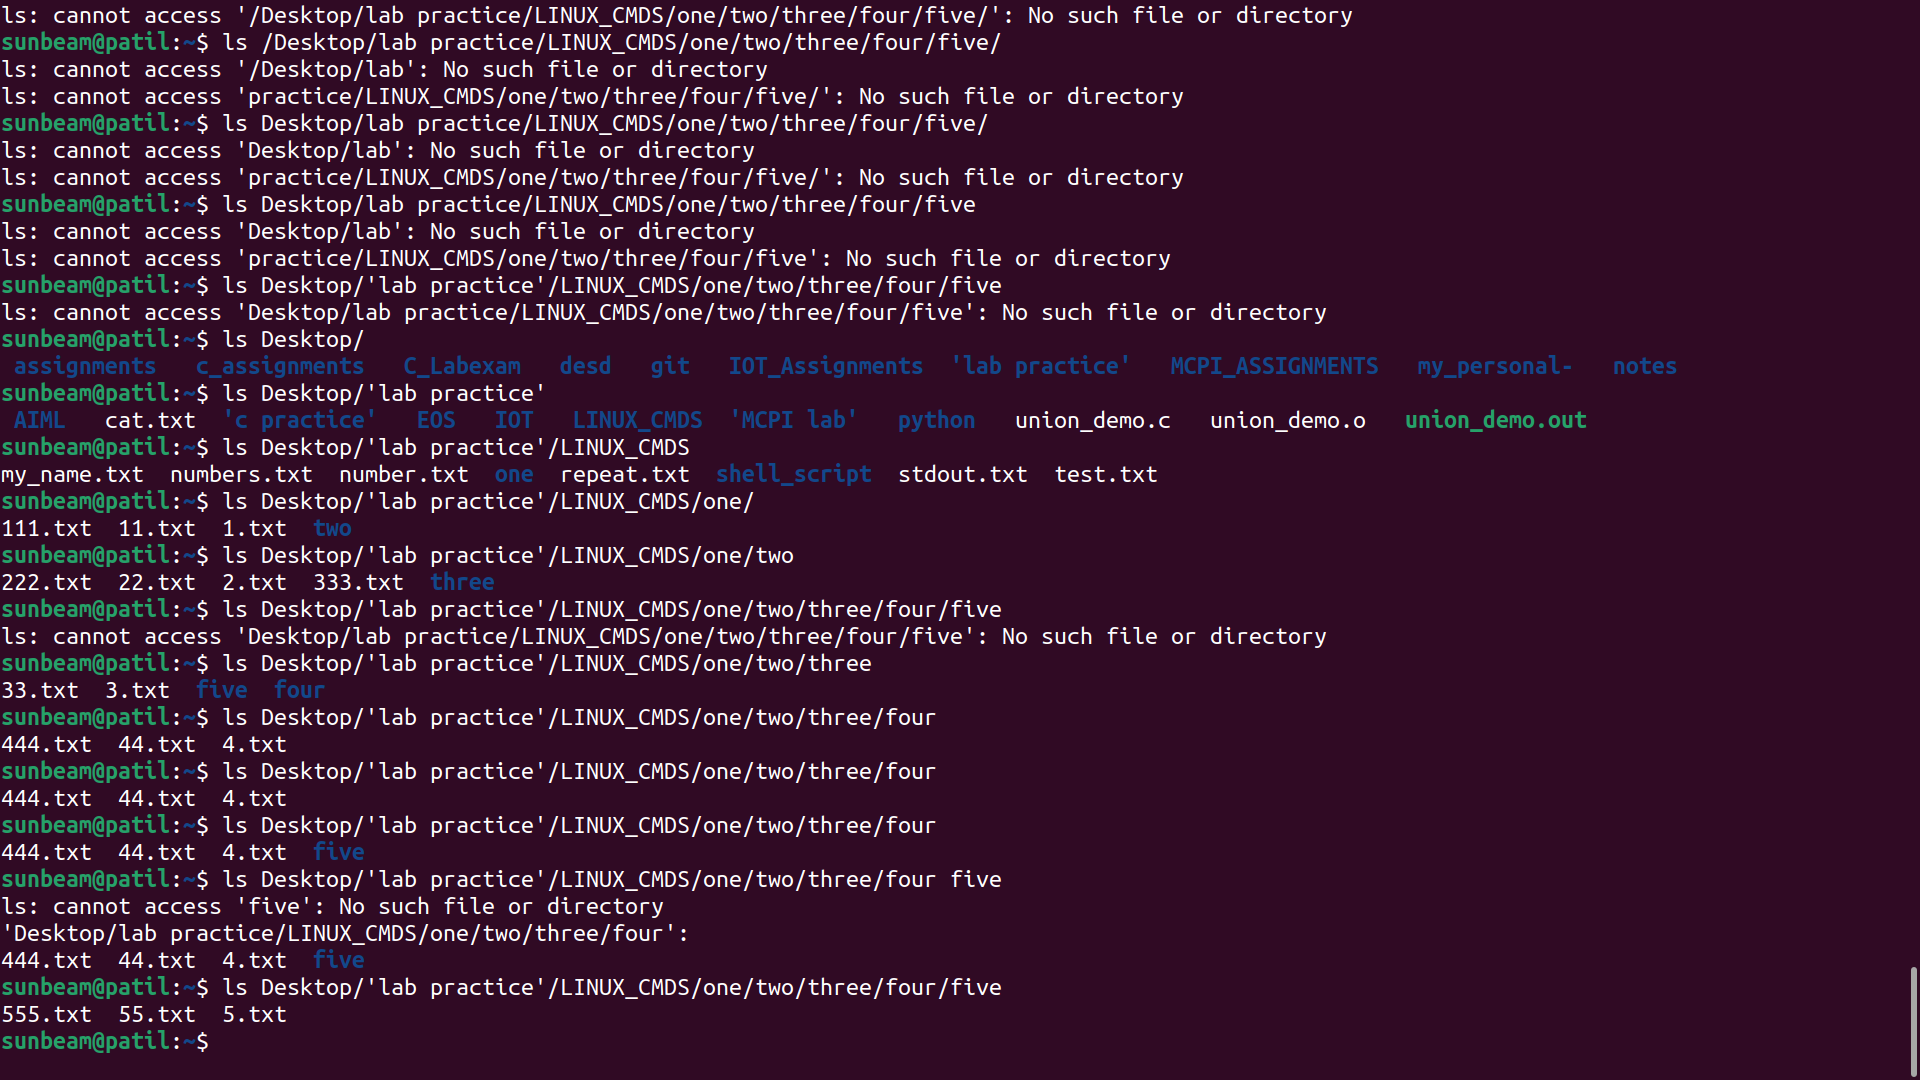 ls: cannot access '/Desktop/lab practice/LINUX_CMDS/one/two/three/four/five/': No such file or directory
sunbeam@patil:~$ ls /Desktop/lab practice/LINUX_CMDS/one/two/three/four/five/
ls: cannot access '/Desktop/lab': No such file or directory
ls: cannot access 'practice/LINUX_CMDS/one/two/three/four/five/': No such file or directory
sunbeam@patil:~$ ls Desktop/lab practice/LINUX_CMDS/one/two/three/four/five/
ls: cannot access 'Desktop/lab': No such file or directory
ls: cannot access 'practice/LINUX_CMDS/one/two/three/four/five/': No such file or directory
sunbeam@patil:~$ ls Desktop/lab practice/LINUX_CMDS/one/two/three/four/five
ls: cannot access 'Desktop/lab': No such file or directory
ls: cannot access 'practice/LINUX_CMDS/one/two/three/four/five': No such file or directory
sunbeam@patil:~$ ls Desktop/'lab practice'/LINUX_CMDS/one/two/three/four/five
ls: cannot access 'Desktop/lab practice/LINUX_CMDS/one/two/three/four/five': No such file or directory
sunbeam@patil:~$ ls Desktop/
 assignments   c_assignments   C_Labexam   desd   git   IOT_Assignments  'lab practice'   MCPI_ASSIGNMENTS   my_personal-   notes
sunbeam@patil:~$ ls Desktop/'lab practice'
 AIML   cat.txt  'c practice'   EOS   IOT   LINUX_CMDS  'MCPI lab'   python   union_demo.c   union_demo.o   union_demo.out
sunbeam@patil:~$ ls Desktop/'lab practice'/LINUX_CMDS
my_name.txt  numbers.txt  number.txt  one  repeat.txt  shell_script  stdout.txt  test.txt
sunbeam@patil:~$ ls Desktop/'lab practice'/LINUX_CMDS/one/
111.txt  11.txt  1.txt  two
sunbeam@patil:~$ ls Desktop/'lab practice'/LINUX_CMDS/one/two
222.txt  22.txt  2.txt  333.txt  three
sunbeam@patil:~$ ls Desktop/'lab practice'/LINUX_CMDS/one/two/three/four/five
ls: cannot access 'Desktop/lab practice/LINUX_CMDS/one/two/three/four/five': No such file or directory
sunbeam@patil:~$ ls Desktop/'lab practice'/LINUX_CMDS/one/two/three
33.txt  3.txt  five  four
sunbeam@patil:~$ ls Desktop/'lab practice'/LINUX_CMDS/one/two/three/four
444.txt  44.txt  4.txt
sunbeam@patil:~$ ls Desktop/'lab practice'/LINUX_CMDS/one/two/three/four
444.txt  44.txt  4.txt
sunbeam@patil:~$ ls Desktop/'lab practice'/LINUX_CMDS/one/two/three/four
444.txt  44.txt  4.txt  five
sunbeam@patil:~$ ls Desktop/'lab practice'/LINUX_CMDS/one/two/three/four five
ls: cannot access 'five': No such file or directory
'Desktop/lab practice/LINUX_CMDS/one/two/three/four':
444.txt  44.txt  4.txt  five
sunbeam@patil:~$ ls Desktop/'lab practice'/LINUX_CMDS/one/two/three/four/five
555.txt  55.txt  5.txt
sunbeam@patil:~$